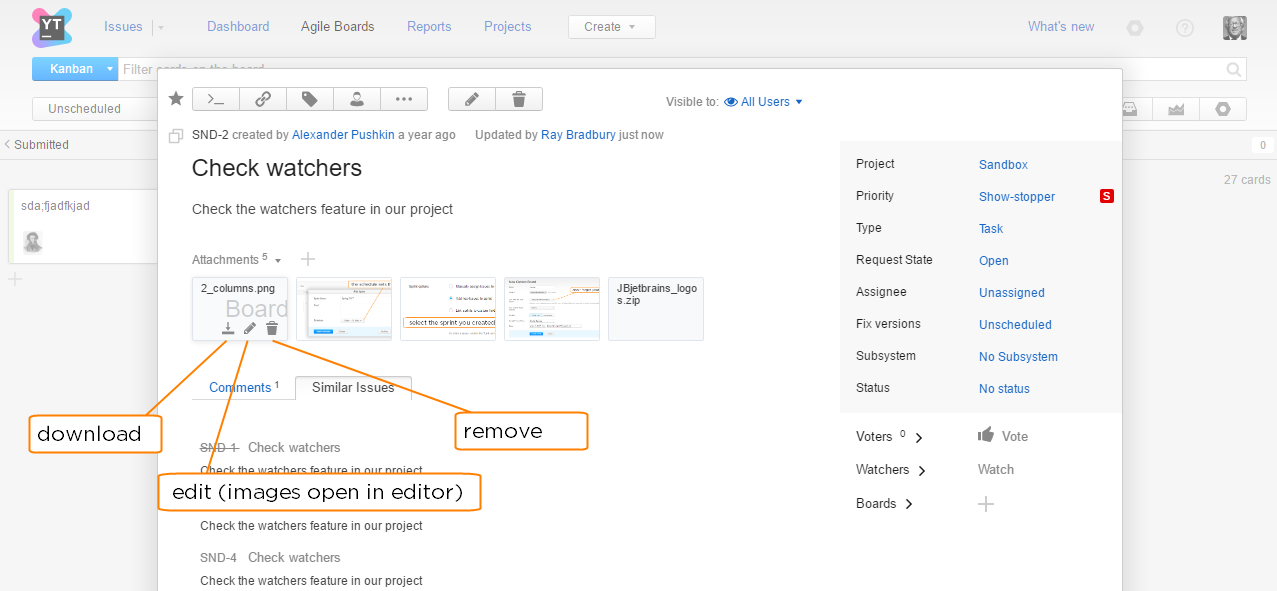 YT
Issues
Dashboard
Agile Boards
Reports
Projects
Create
What's new
Kanban
Filter cards on the board
Unscheduled
Visible to: All Users
SND-2 created by Alexander Pushkin a year ago Updated by Ray Bradbury just now
Submitted
0
27 cards
sda;fjadfkjad
Check watchers
Check the watchers feature in our project
Attachments 5
2_columns.png
Board
select the sprint you created
JBjetbrains_logo
s.zip
Comments 1
Similar Issues
download
remove
edit (images open in editor)
SND-1 Check watchers
Check the watchers feature in our project
Check the watchers feature in our project
SND-4 Check watchers
Check the watchers feature in our project
Project Sandbox
Priority Show-stopper S
Type Task
Request State Open
Assignee Unassigned
Fix versions Unscheduled
Subsystem No Subsystem
Status No status
Voters 0 Vote
Watchers Watch
Boards